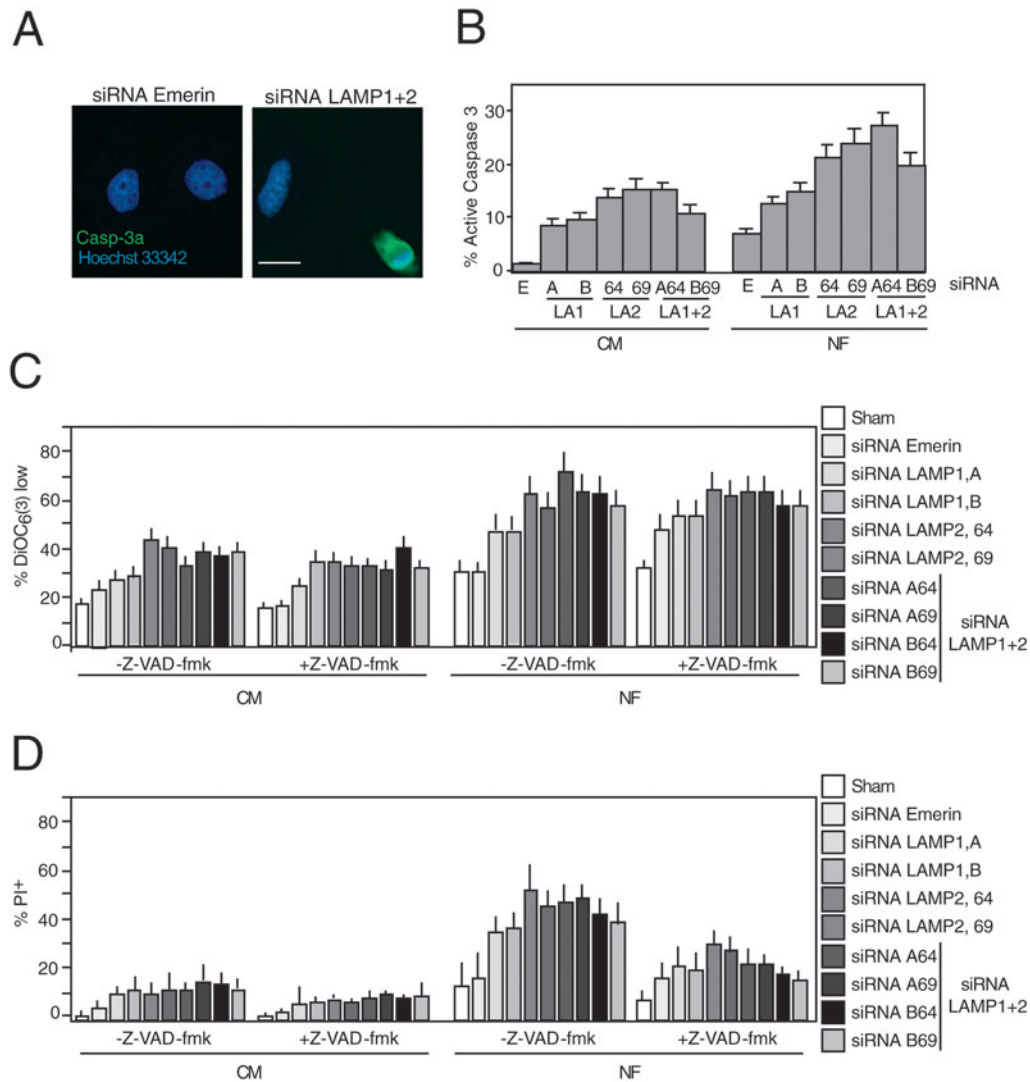 A
siRNA Emerin siRNA LAMP1+2
Casp-3a
Hoechst 33342
B
% Active Caspase 3
30
20
10
0
E A B 64 69 A64 B69 E A B 64 69 A64 B69 siRNA
LA1 LA2 LA1+2 LA1 LA2 LA1+2
CM NF
C
% DiOC6(3) low
80
60
40
20
0
-Z-VAD-fmk +Z-VAD-fmk -Z-VAD-fmk +Z-VAD-fmk
CM NF
Sham
siRNA Emerin
siRNA LAMP1,A
siRNA LAMP1,B
siRNA LAMP2, 64
siRNA LAMP2, 69
siRNA A64
siRNA A69
siRNA B64
siRNA B69
siRNA
LAMP1+2
D
% PI+
80
60
40
20
0
-Z-VAD-fmk +Z-VAD-fmk -Z-VAD-fmk +Z-VAD-fmk
CM NF
Sham
siRNA Emerin
siRNA LAMP1,A
siRNA LAMP1,B
siRNA LAMP2, 64
siRNA LAMP2, 69
siRNA A64
siRNA A69
siRNA B64
siRNA B69
siRNA
LAMP1+2